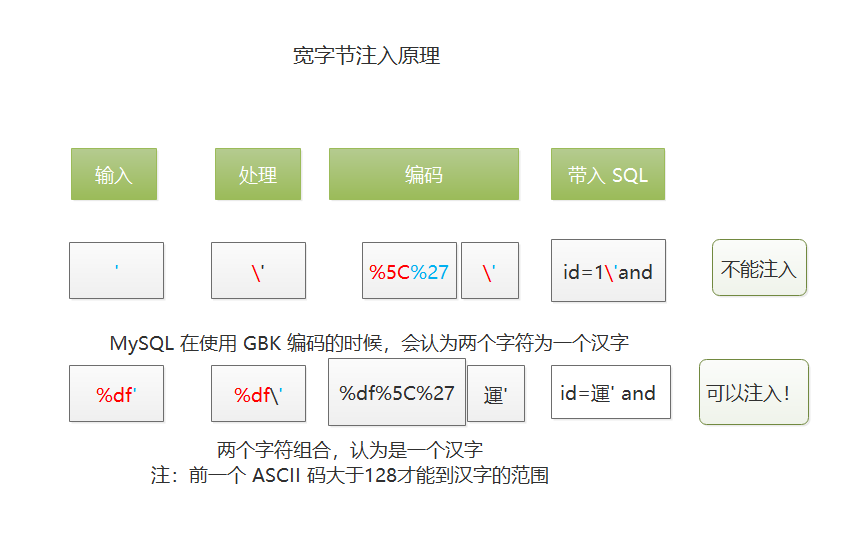 宽字节注入原理
输入 处理 编码 带入 SQL
' \' %5C%27 \' id=1\'and 不能注入
MySQL 在使用 GBK 编码的时候，会认为两个字符为一个汉字
%df' %df\' %df%5C%27 運' id=運' and 可以注入！
两个字符组合，认为是一个汉字
注：前一个 ASCII 码大于128才能到汉字的范围